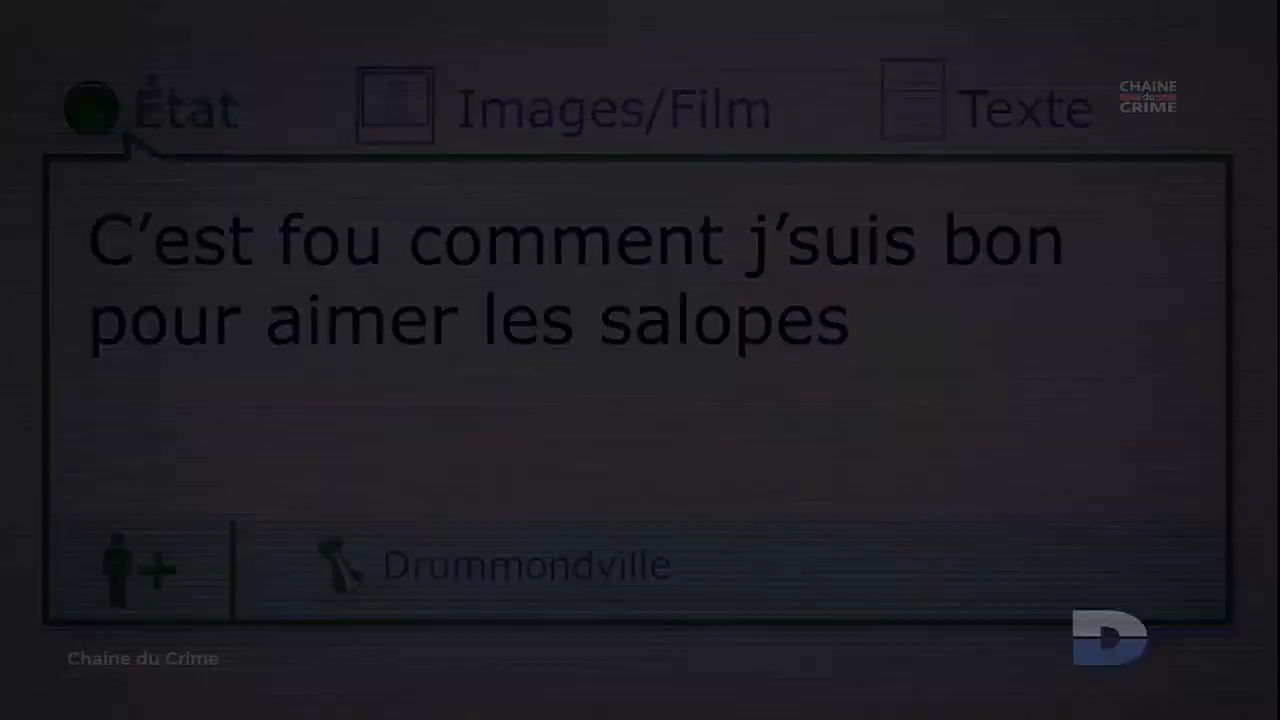 État
Images/Film
Texte
CHAINE
du
CRIME
C’est fou comment j’suis bon
pour aimer les salopes
Drummondville
Chaine du Crime
D